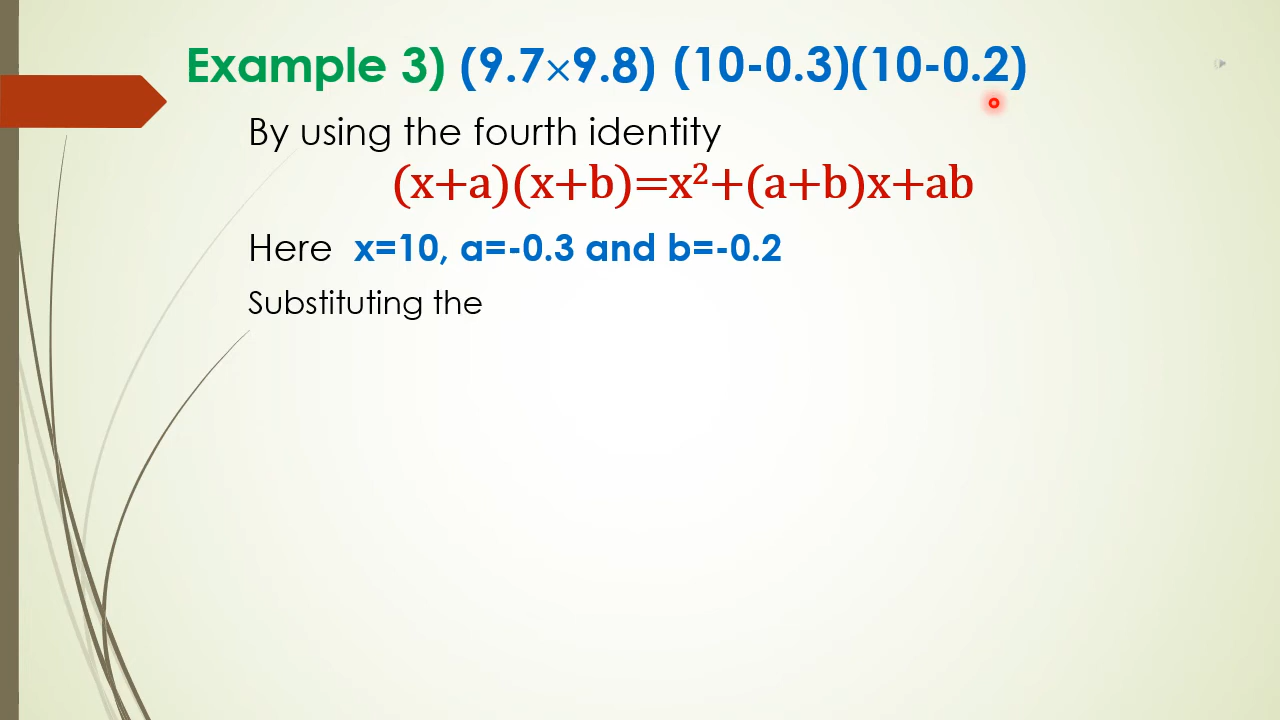 Example 3) (9.7×9.8) (10-0.3)(10-0.2)
By using the fourth identity
(x+a)(x+b)=x²+(a+b)x+ab
Here x=10, a=-0.3 and b=-0.2
Substituting the